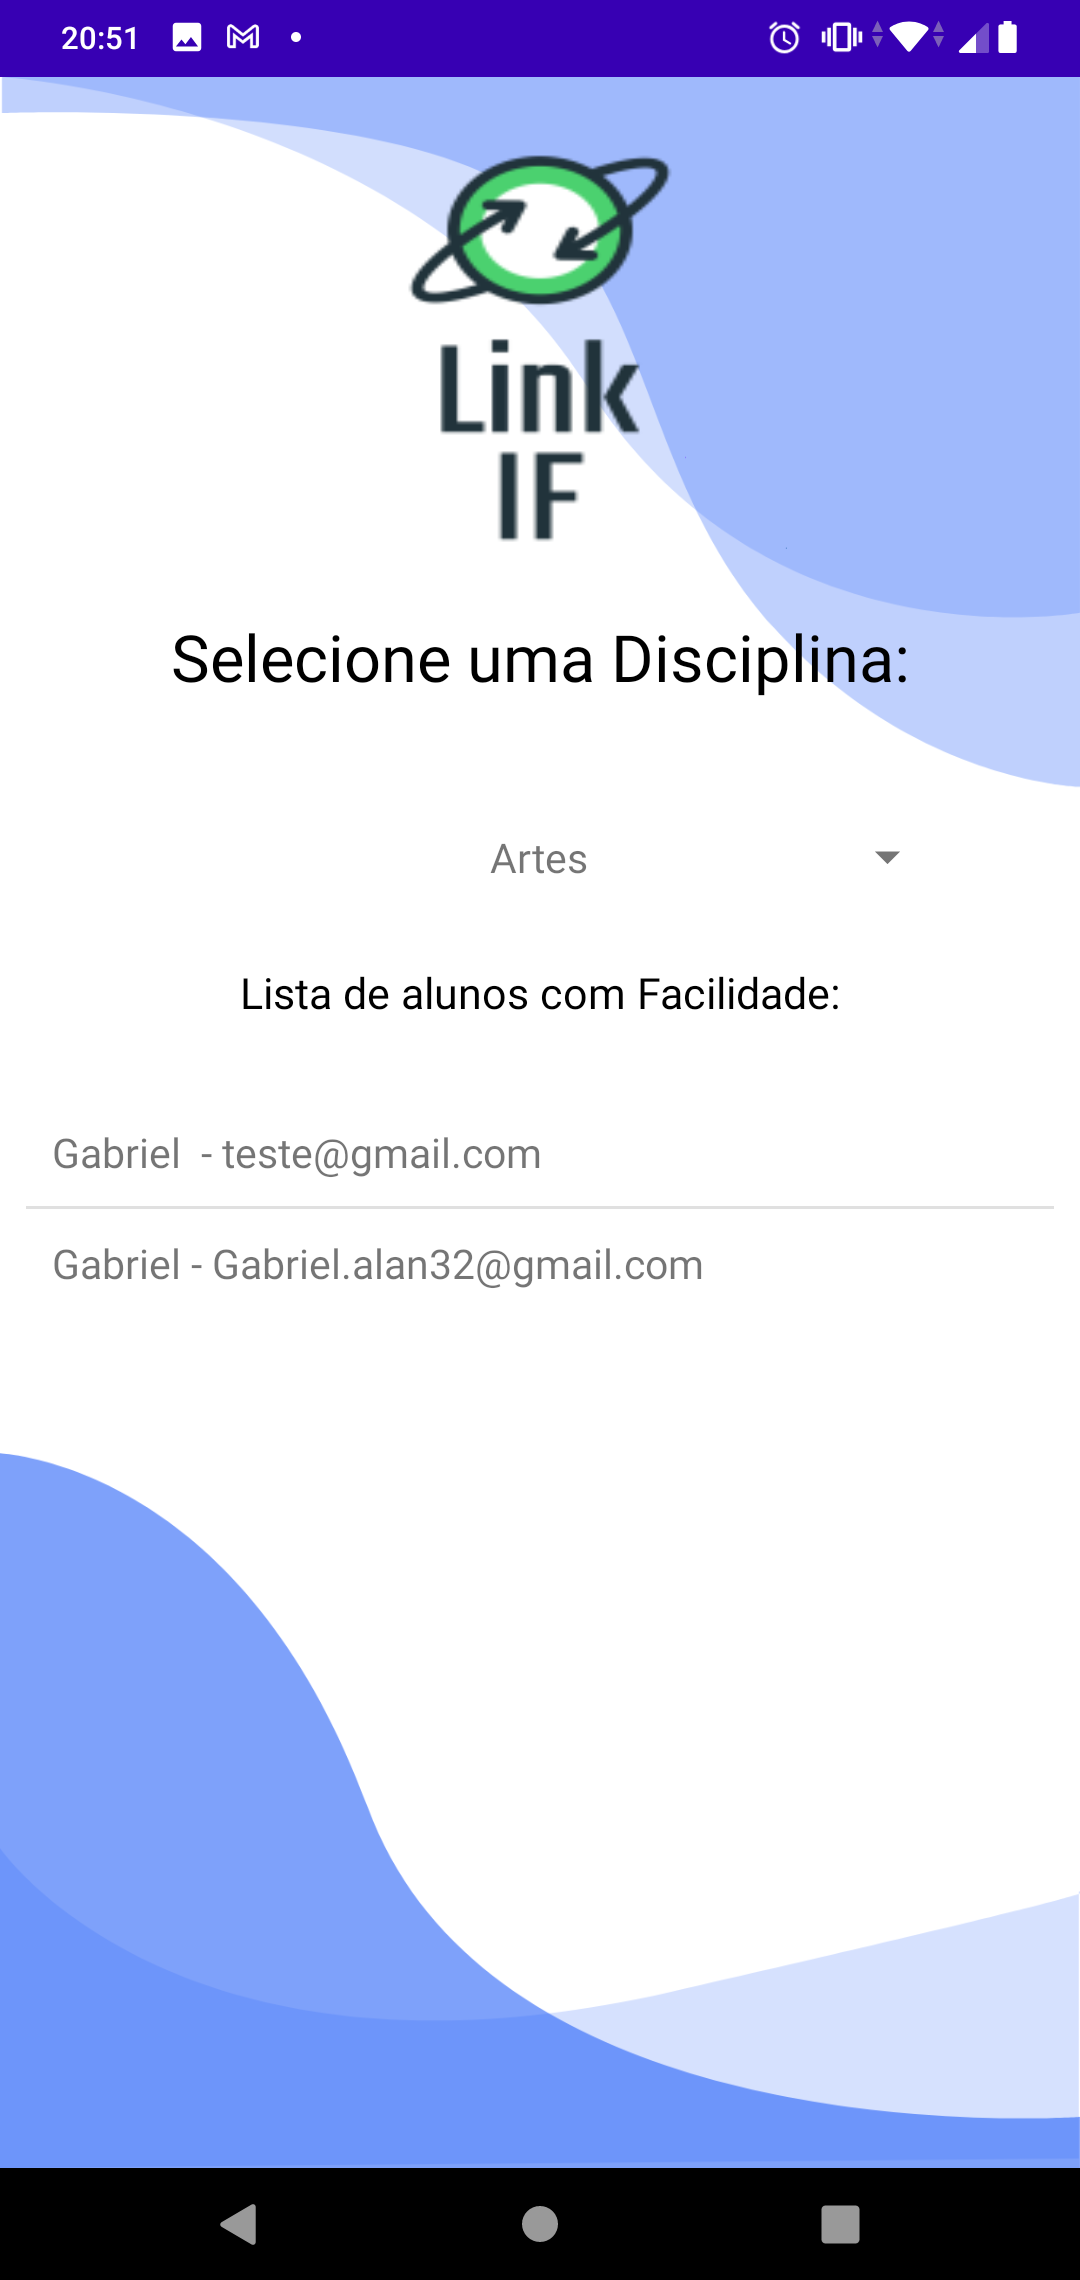 20:51
Link
IF
Selecione uma Disciplina:
Artes
Lista de alunos com Facilidade:
Gabriel  - teste@gmail.com
Gabriel - Gabriel.alan32@gmail.com